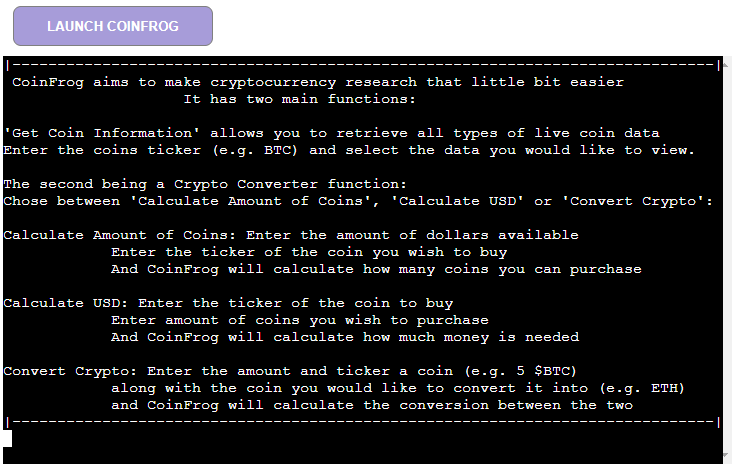 LAUNCH COINFROG
|------------------------------------------------------------------------------|
CoinFrog aims to make cryptocurrency research that little bit easier
It has two main functions:
'Get Coin Information' allows you to retrieve all types of live coin data
Enter the coins ticker (e.g. BTC) and select the data you would like to view.
The second being a Crypto Converter function:
Chose between 'Calculate Amount of Coins', 'Calculate USD' or 'Convert Crypto':
Calculate Amount of Coins: Enter the amount of dollars available
Enter the ticker of the coin you wish to buy
And CoinFrog will calculate how many coins you can purchase
Calculate USD: Enter the ticker of the coin to buy
Enter amount of coins you wish to purchase
And CoinFrog will calculate how much money is needed
Convert Crypto: Enter the amount and ticker a coin (e.g. 5 $BTC)
along with the coin you would like to convert it into (e.g. ETH)
and CoinFrog will calculate the conversion between the two
|------------------------------------------------------------------------------|